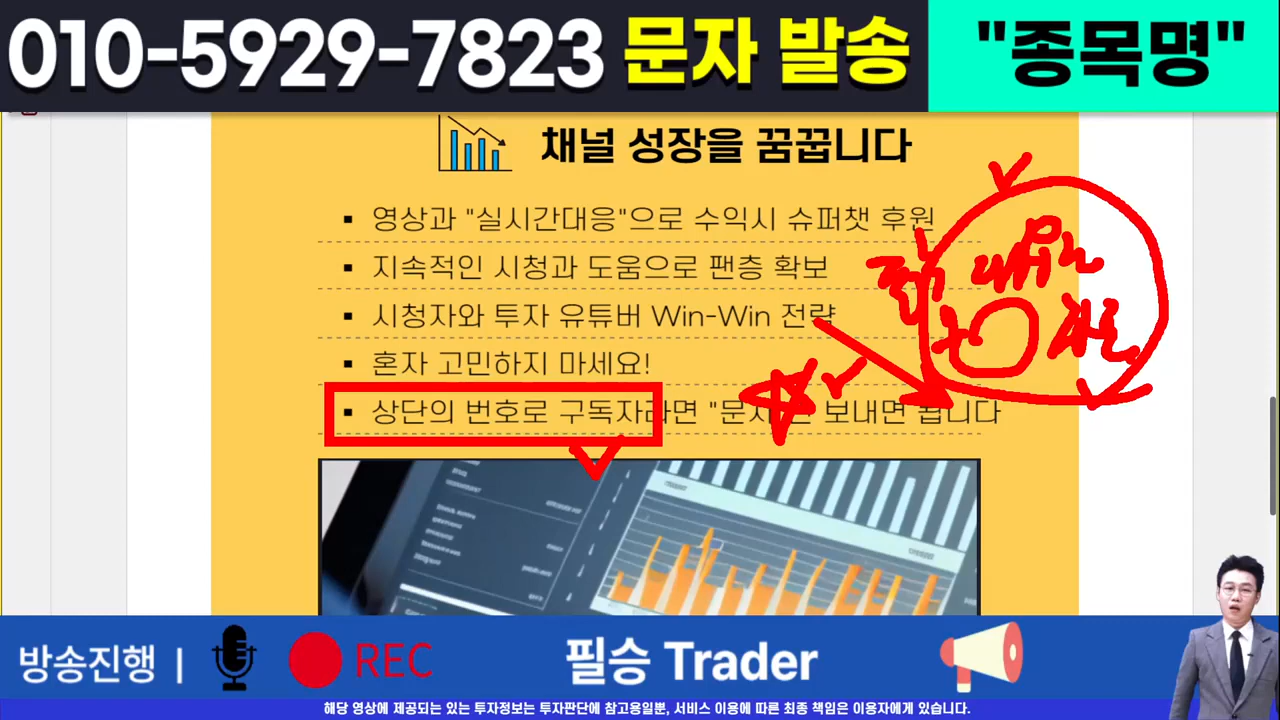 010-5929-7823 문자 발송 "종목명"
채널 성장을 꿈꿉니다
▪ 영상과 "실시간대응"으로 수익시 슈퍼챗 후원
▪ 지속적인 시청과 도움으로 팬층 확보
▪ 시청자와 투자 유튜버 Win-Win 전략
▪ 혼자 고민하지 마세요!
▪ 상단의 번호로 구독자라면 "문자" 보내면 됩니다
방송진행 | REC 필승 Trader
해당 영상에 제공되는 있는 투자정보는 투자판단에 참고용일뿐, 서비스 이용에 따른 최종 책임은 이용자에게 있습니다.